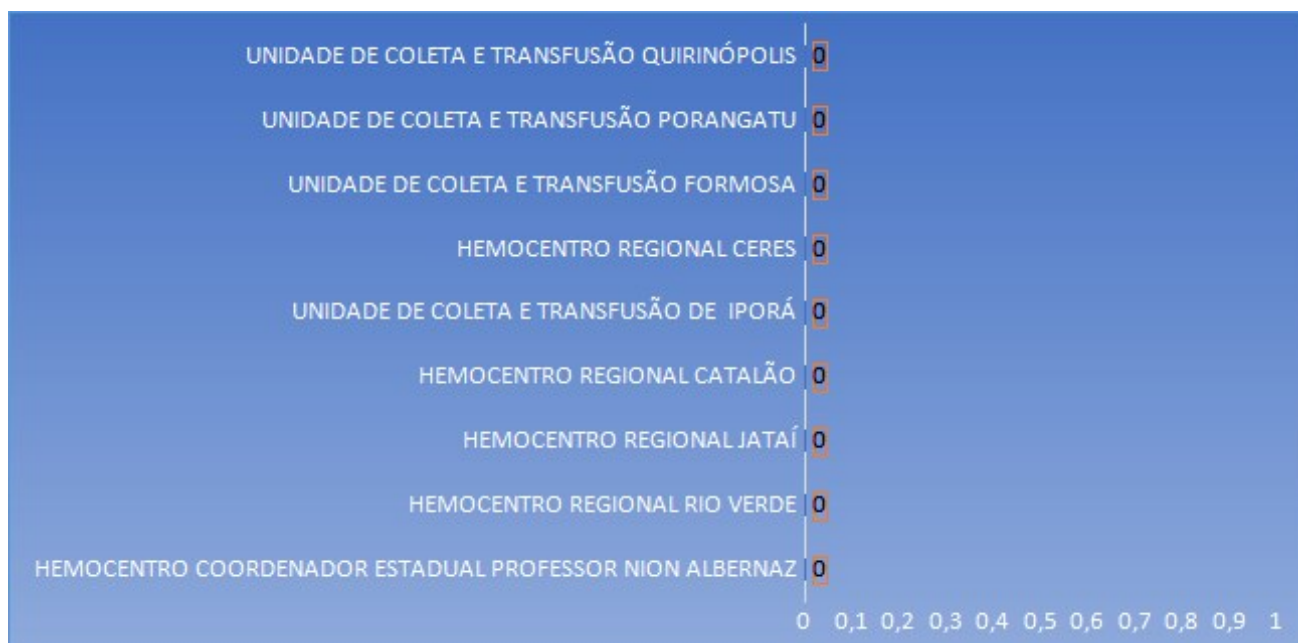 UNIDADE DE COLETA E TRANSFUSÃO QUIRINÓPOLIS 0
UNIDADE DE COLETA E TRANSFUSÃO PORANGATU 0
UNIDADE DE COLETA E TRANSFUSÃO FORMOSA 0
HEMOCENTRO REGIONAL CERES 0
UNIDADE DE COLETA E TRANSFUSÃO DE  IPORÁ 0
HEMOCENTRO REGIONAL CATALÃO 0
HEMOCENTRO REGIONAL JATAÍ 0
HEMOCENTRO REGIONAL RIO VERDE 0
HEMOCENTRO COORDENADOR ESTADUAL PROFESSOR NION ALBERNAZ 0
0 0,1 0,2 0,3 0,4 0,5 0,6 0,7 0,8 0,9 1